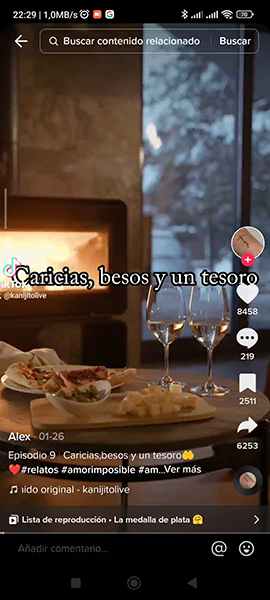 22:29 | 1,0MB/s
70
Buscar contenido relacionado | Buscar
Caricias, besos y un tesoro
@kanijitolive
8458
219
2511
6253
Alex · 01-26
Episodio 9 Caricias,besos y un tesoro🤲
❤️#relatos #amorimposible #am...Ver más
nido original - kanijitolive
Lista de reproducción • La medalla de plata 🤗
Añadir comentario...